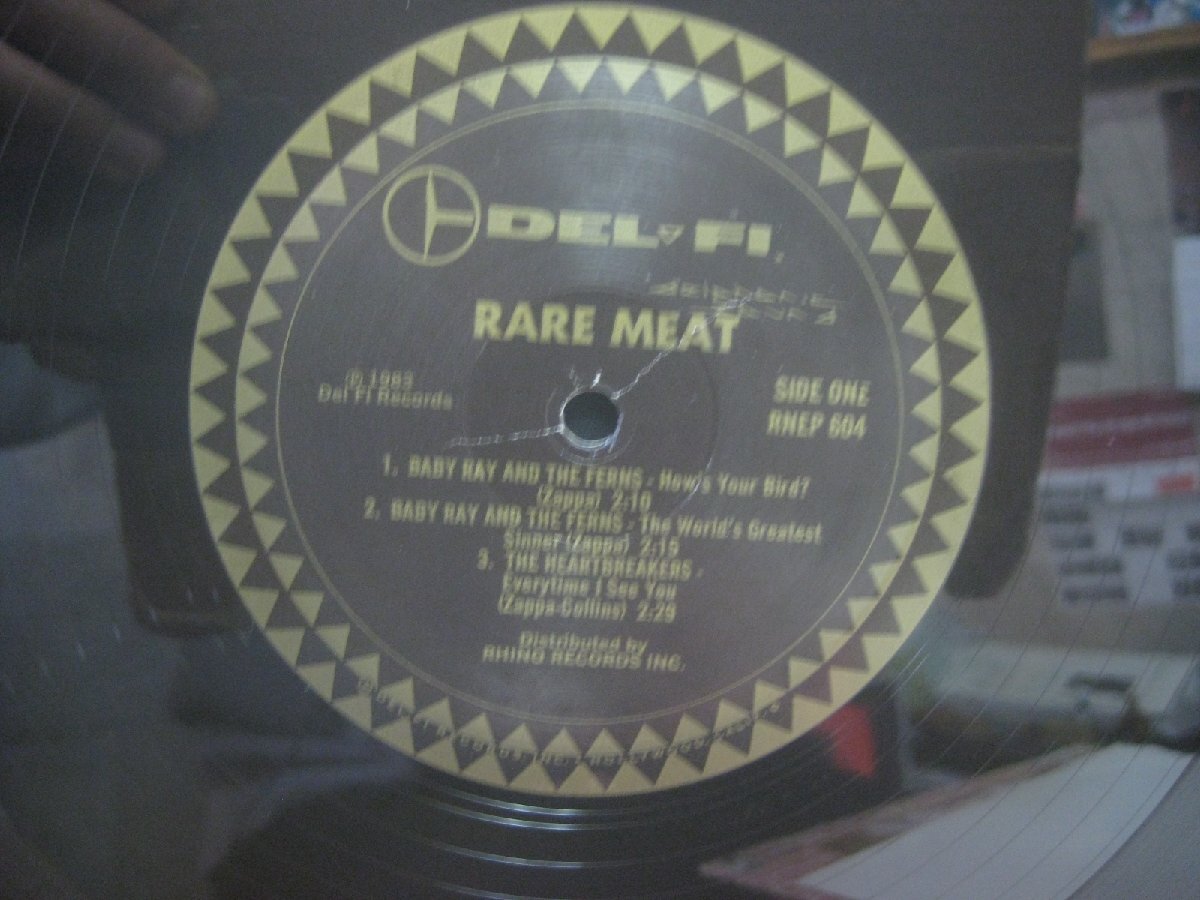 DEL-FI
RARE MEAT
℗ 1983
Del Fi Records
SIDE ONE
RNEP 604
1. BABY RAY AND THE FERNS - How's Your Bird?
(Zappa) 2:10
2. BABY RAY AND THE FERNS - The World's Greatest
Sinner (Zappa) 2:15
3. THE HEARTBREAKERS -
Everytime I See You
(Zappa-Collins) 2:29
Distributed by
RHINO RECORDS INC.